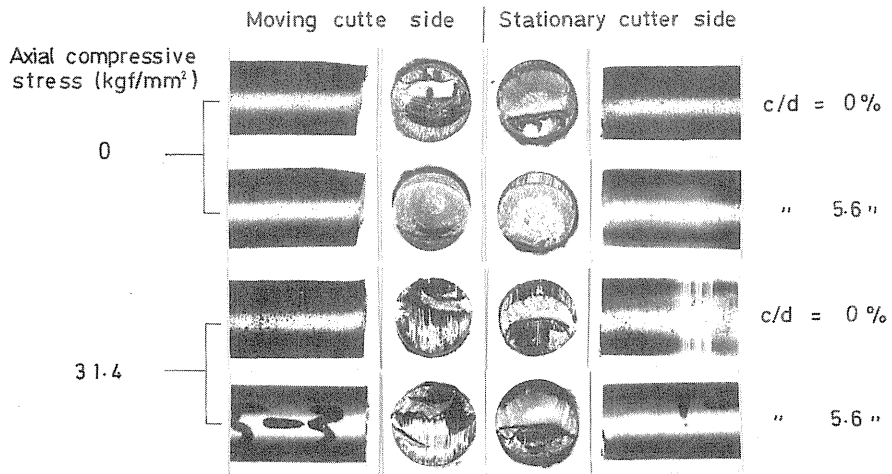 Moving cutte side
Stationary cutter side
Axial compressive
stress (kgf/mm²)
c/d = 0%
0
" 5.6 "
c/d = 0%
31.4
" 5.6 "